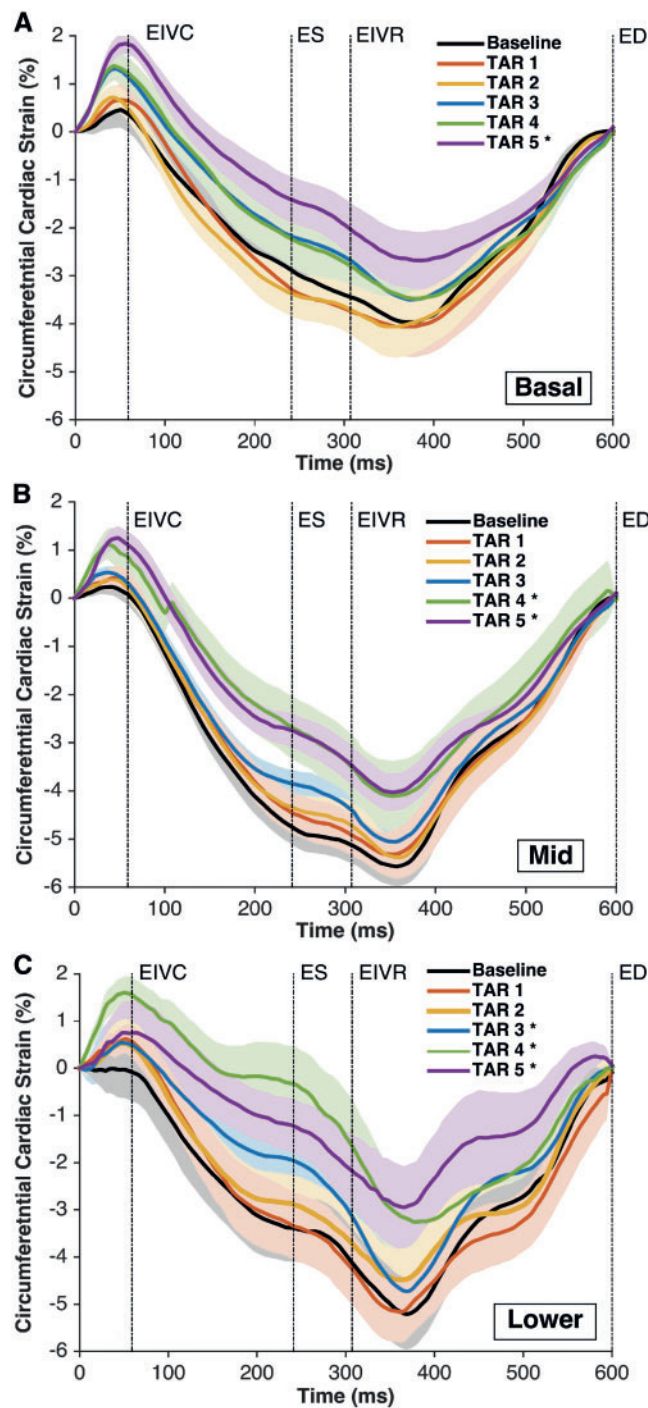 A
EIVC
ES
EIVR
ED
Baseline
TAR 1
TAR 2
TAR 3
TAR 4
TAR 5 *
Circumferetntial Cardiac Strain (%)
2
1
0
-1
-2
-3
-4
-5
-6
Basal
0
100
200
300
400
500
600
Time (ms)
B
EIVC
ES
EIVR
ED
Baseline
TAR 1
TAR 2
TAR 3
TAR 4 *
TAR 5 *
Circumferetntial Cardiac Strain (%)
2
1
0
-1
-2
-3
-4
-5
-6
Mid
0
100
200
300
400
500
600
Time (ms)
C
EIVC
ES
EIVR
ED
Baseline
TAR 1
TAR 2
TAR 3 *
TAR 4 *
TAR 5 *
Circumferetntial Cardiac Strain (%)
2
1
0
-1
-2
-3
-4
-5
-6
Lower
0
100
200
300
400
500
600
Time (ms)